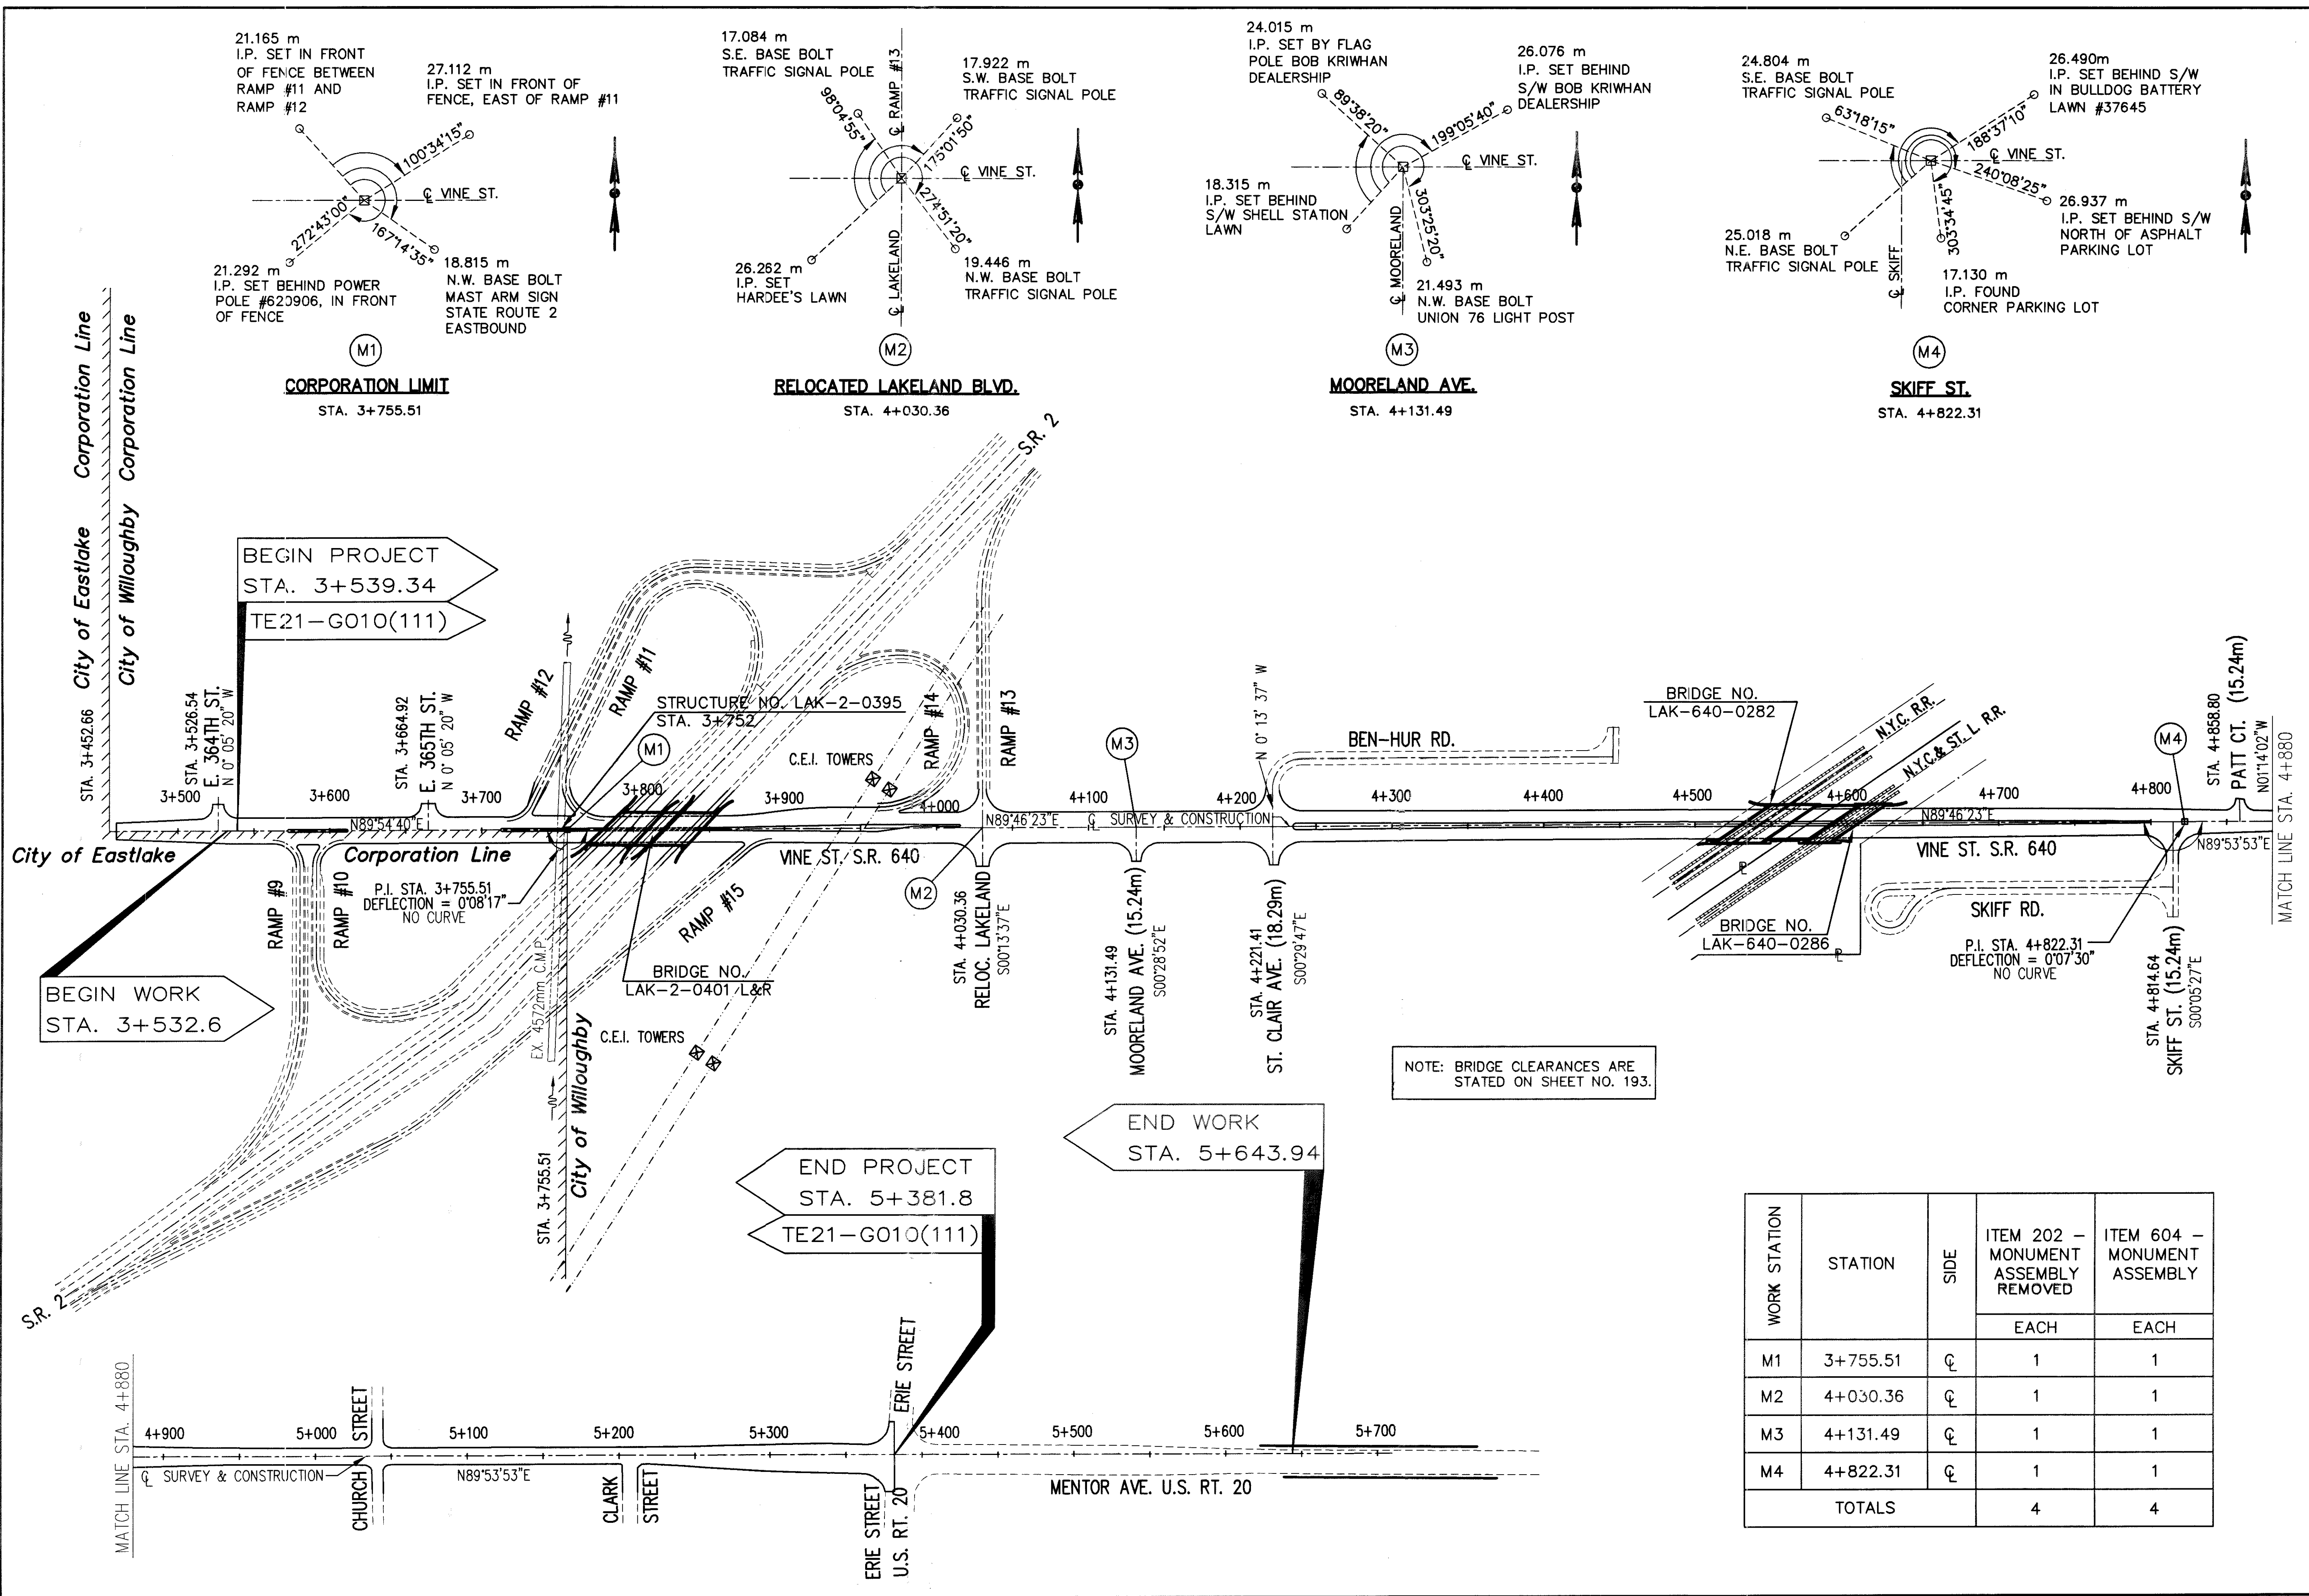 21.165 m
I.P. SET IN FRONT
OF FENCE BETWEEN
RAMP #11 AND
RAMP #12
27.112 m
I.P. SET IN FRONT OF
FENCE, EAST OF RAMP #11
100°34'15"
℄ VINE ST.
272°43'00"
167°14'35"
21.292 m
I.P. SET BEHIND POWER
POLE #620906, IN FRONT
OF FENCE
18.815 m
N.W. BASE BOLT
MAST ARM SIGN
STATE ROUTE 2
EASTBOUND
M1
CORPORATION LIMIT
STA. 3+755.51
17.084 m
S.E. BASE BOLT
TRAFFIC SIGNAL POLE
℄ RAMP #13
17.922 m
S.W. BASE BOLT
TRAFFIC SIGNAL POLE
98°04'55"
175°01'50"
℄ VINE ST.
274°51'20"
26.262 m
I.P. SET
HARDEE'S LAWN
℄ LAKELAND
19.446 m
N.W. BASE BOLT
TRAFFIC SIGNAL POLE
M2
RELOCATED LAKELAND BLVD.
STA. 4+030.36
24.015 m
I.P. SET BY FLAG
POLE BOB KRIWHAN
DEALERSHIP
26.076 m
I.P. SET BEHIND
S/W BOB KRIWHAN
DEALERSHIP
89°38'20"
199°05'40"
℄ VINE ST.
18.315 m
I.P. SET BEHIND
S/W SHELL STATION
LAWN
℄ MOORELAND
303°25'20"
21.493 m
N.W. BASE BOLT
UNION 76 LIGHT POST
M3
MOORELAND AVE.
STA. 4+131.49
24.804 m
S.E. BASE BOLT
TRAFFIC SIGNAL POLE
26.490m
I.P. SET BEHIND S/W
IN BULLDOG BATTERY
LAWN #37645
63°18'15"
188°37'10"
℄ VINE ST.
240°08'25"
303°34'45"
25.018 m
N.E. BASE BOLT
TRAFFIC SIGNAL POLE
℄ SKIFF
26.937 m
I.P. SET BEHIND S/W
NORTH OF ASPHALT
PARKING LOT
17.130 m
I.P. FOUND
CORNER PARKING LOT
M4
SKIFF ST.
STA. 4+822.31
City of Eastlake Corporation Line
City of Willoughby Corporation Line
STA. 3+452.66
BEGIN PROJECT
STA. 3+539.34
TE21-G010(111)
S.R. 2
STA. 3+526.54
E. 364TH ST.
N 0° 05' 20" W
STA. 3+664.92
E. 365TH ST.
N 0° 05' 20" W
RAMP #12
RAMP #11
STRUCTURE NO. LAK-2-0395
STA. 3+752
M1
C.E.I. TOWERS
RAMP #14
RAMP #13
M3
N 0° 13' 37" W
BEN-HUR RD.
BRIDGE NO.
LAK-640-0282
N.Y.C. R.R.
N.Y.C.& ST. L. R.R.
M4
STA. 4+858.80
PATT CT. (15.24m)
N01°14'02"W
MATCH LINE STA. 4+880
3+500
3+600
3+700
3+800
3+900
4+000
4+100
4+200
4+300
4+400
4+500
4+600
4+700
4+800
N89°54'40"E
N89°46'23"E
℄ SURVEY & CONSTRUCTION
N89°46'23"E
N89°53'53"E
City of Eastlake
Corporation Line
VINE ST. S.R. 640
VINE ST. S.R. 640
RAMP #9
RAMP #10
P.I. STA. 3+755.51
DEFLECTION = 0°08'17"
NO CURVE
RAMP #15
M2
STA. 4+030.36
RELOC. LAKELAND
S00°13'37"E
STA. 4+131.49
MOORELAND AVE. (15.24m)
S00°28'52"E
STA. 4+221.41
ST. CLAIR AVE. (18.29m)
S00°29'47"E
BRIDGE NO.
LAK-640-0286
SKIFF RD.
P.I. STA. 4+822.31
DEFLECTION = 0°07'30"
NO CURVE
STA. 4+814.64
SKIFF ST. (15.24m)
S00°05'27"E
BEGIN WORK
STA. 3+532.6
EX. 4572mm C.M.P.
BRIDGE NO.
LAK-2-0401 L&R
C.E.I. TOWERS
STA. 3+755.51
City of Willoughby
NOTE: BRIDGE CLEARANCES ARE
STATED ON SHEET NO. 193.
END WORK
STA. 5+643.94
END PROJECT
STA. 5+381.8
TE21-G010(111)
S.R. 2
MATCH LINE STA. 4+880
4+900
5+000
5+100
5+200
5+300
5+400
5+500
5+600
5+700
℄ SURVEY & CONSTRUCTION
CHURCH STREET
N89°53'53"E
CLARK STREET
ERIE STREET
ERIE STREET
U.S. RT. 20
MENTOR AVE. U.S. RT. 20
WORK STATION STATION SIDE ITEM 202 - MONUMENT ASSEMBLY REMOVED ITEM 604 - MONUMENT ASSEMBLY
EACH EACH
M1 3+755.51 ℄ 1 1
M2 4+030.36 ℄ 1 1
M3 4+131.49 ℄ 1 1
M4 4+822.31 ℄ 1 1
TOTALS 4 4